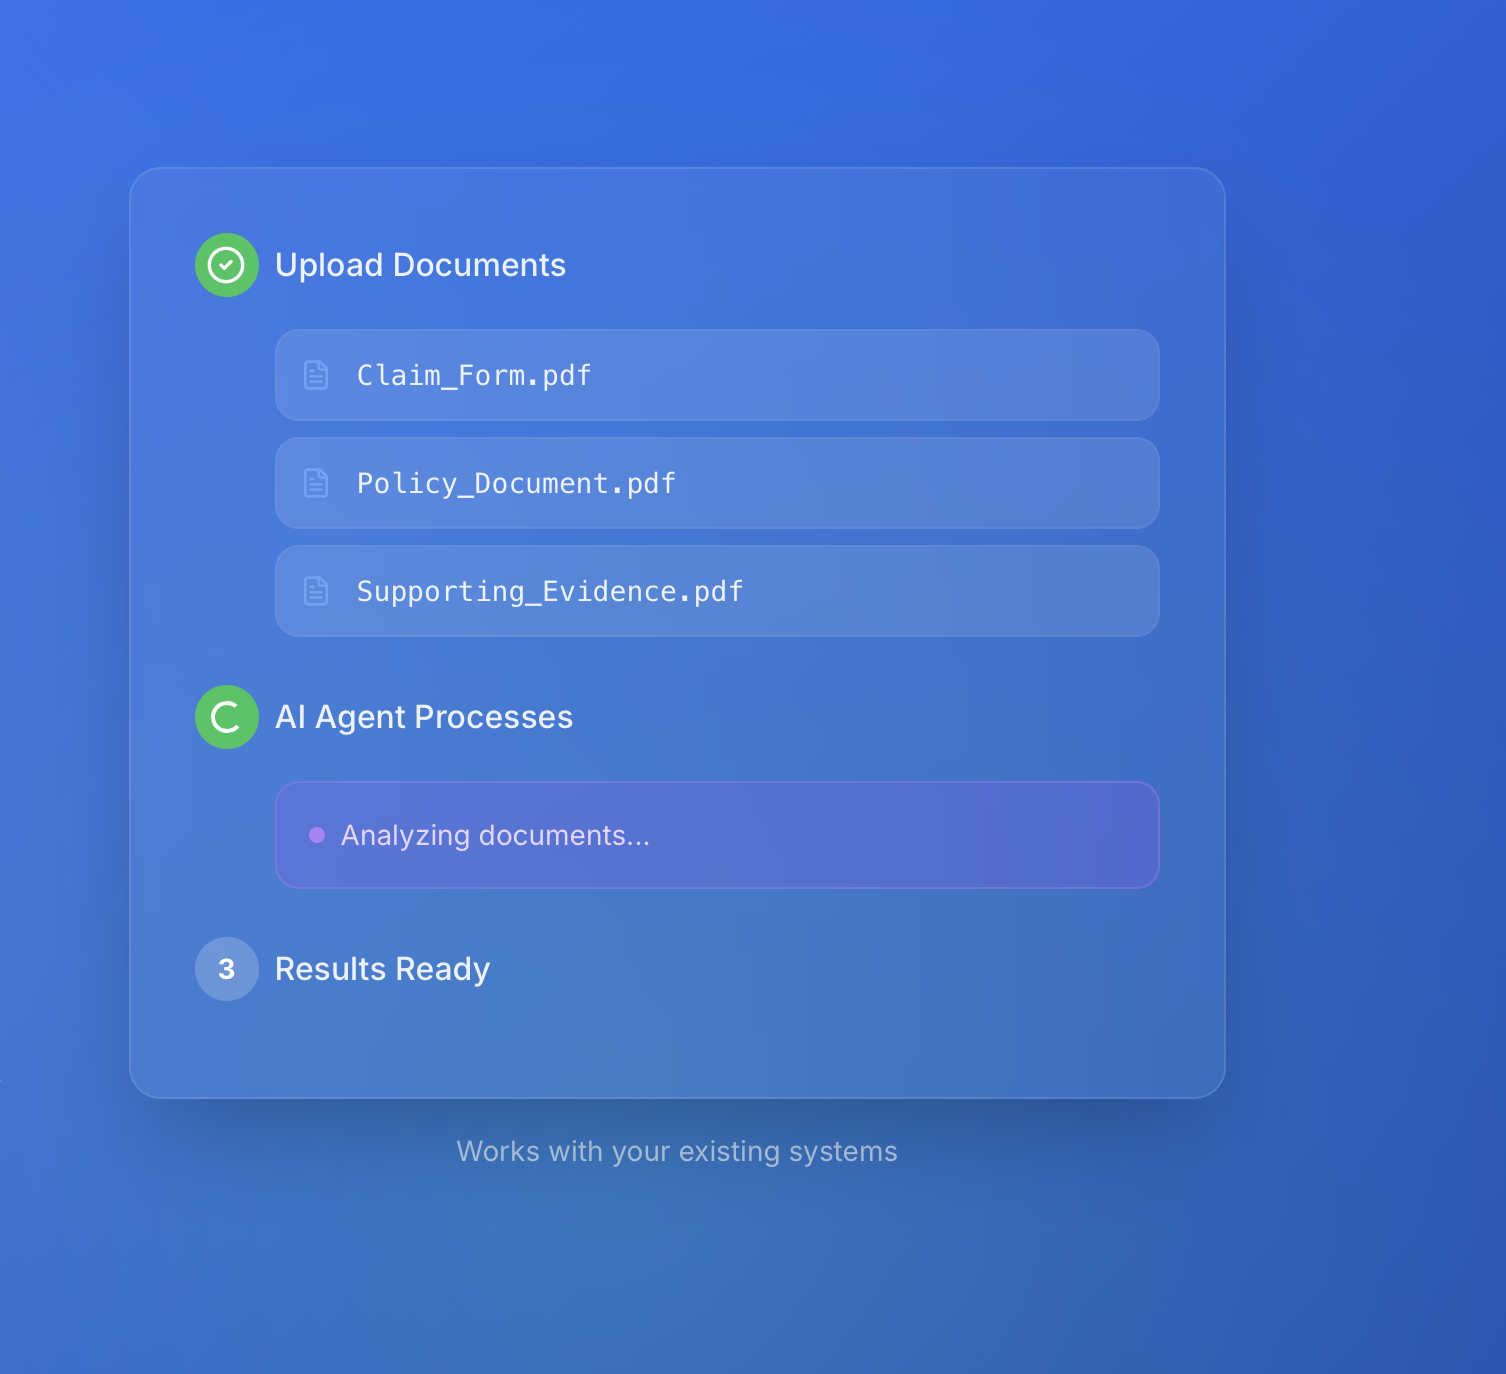 Upload Documents
Claim_Form.pdf
Policy_Document.pdf
Supporting_Evidence.pdf
AI Agent Processes
Analyzing documents...
3 Results Ready
Works with your existing systems